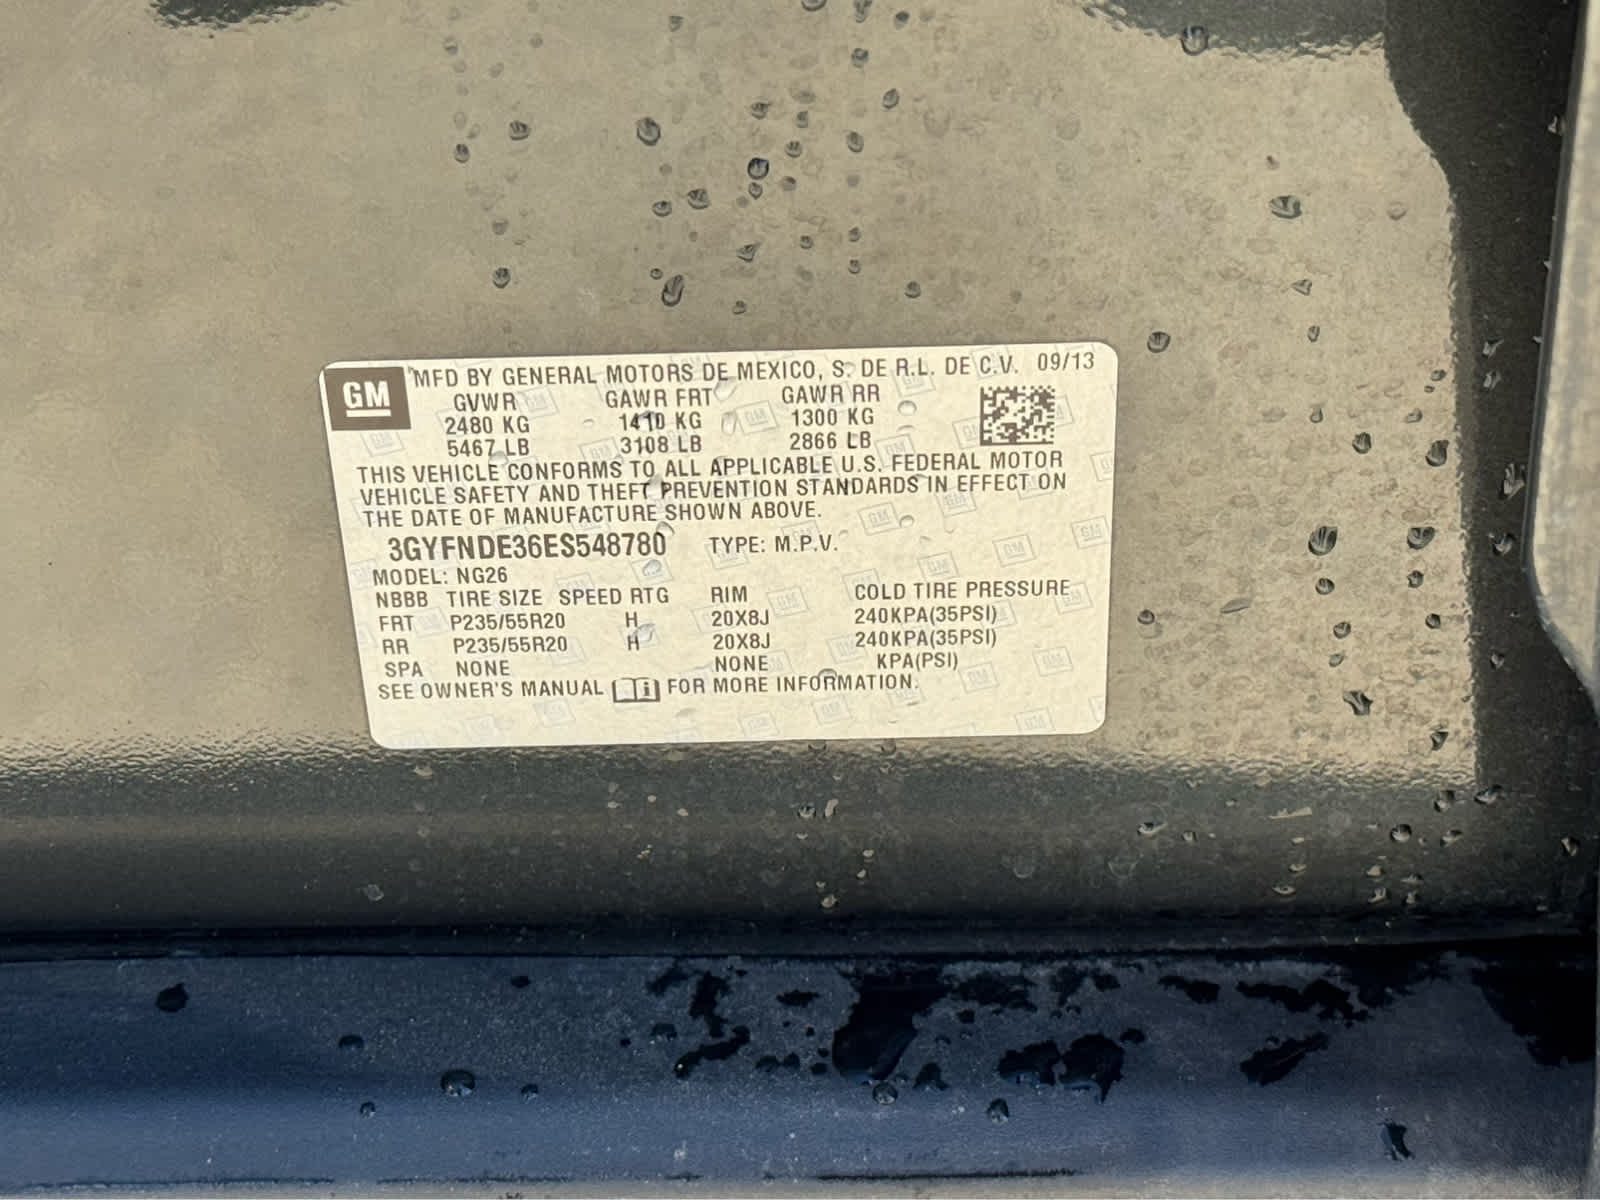 GM MFD BY GENERAL MOTORS DE MEXICO, S. DE R.L. DE C.V. 09/13
GVWR GAWR FRT GAWR RR
2480 KG 1410 KG 1300 KG
5467 LB 3108 LB 2866 LB
THIS VEHICLE CONFORMS TO ALL APPLICABLE U.S. FEDERAL MOTOR
VEHICLE SAFETY AND THEFT PREVENTION STANDARDS IN EFFECT ON
THE DATE OF MANUFACTURE SHOWN ABOVE.
3GYFNDE36ES548780 TYPE: M.P.V.
MODEL: NG26
NBBB TIRE SIZE SPEED RTG RIM COLD TIRE PRESSURE
FRT P235/55R20 H 20X8J 240KPA(35PSI)
RR P235/55R20 H 20X8J 240KPA(35PSI)
SPA NONE NONE KPA(PSI)
SEE OWNER'S MANUAL i FOR MORE INFORMATION.